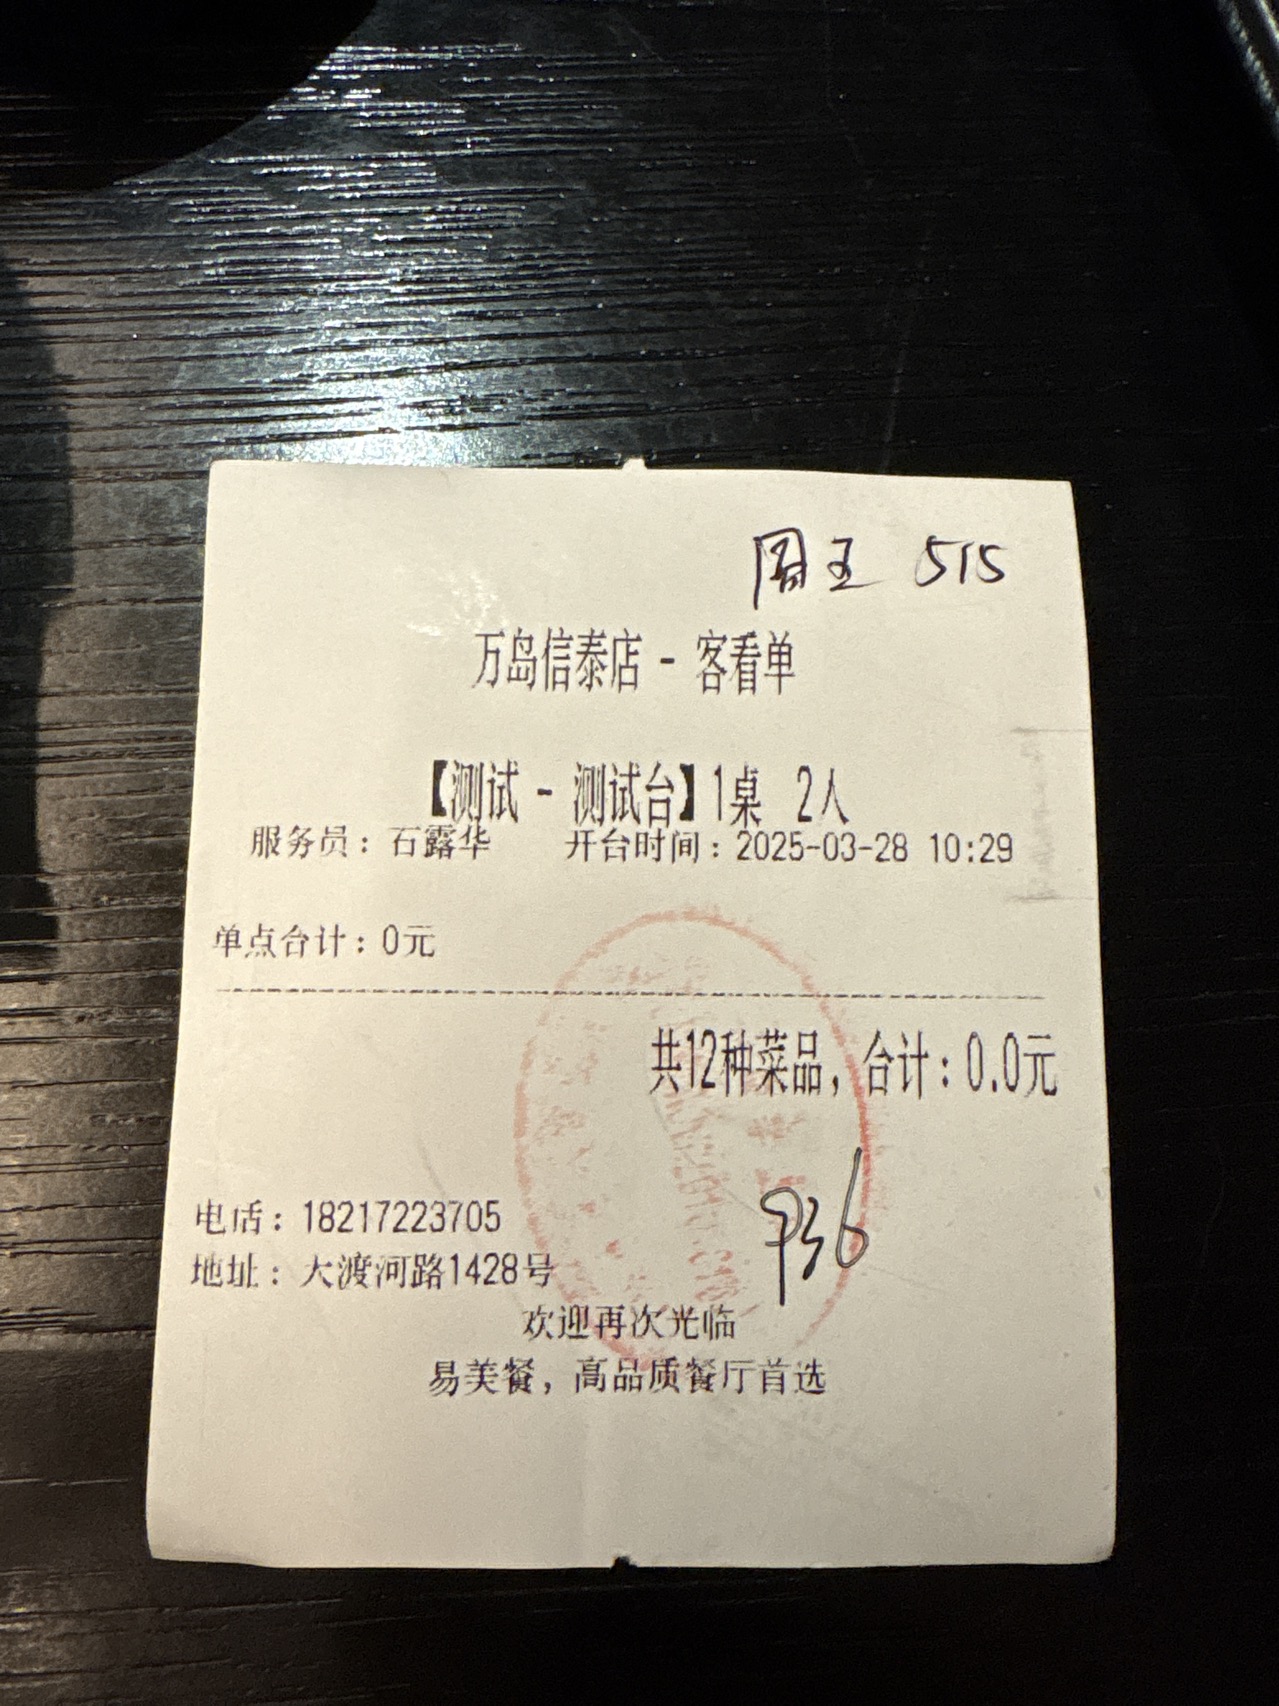 周五 515
万岛信泰店 - 客看单
【测试 - 测试台】1桌 2人
服务员：石露华 开台时间：2025-03-28 10:29
单点合计：0元
共12种菜品，合计：0.0元
936
电话：18217223705
地址：大渡河路1428号
欢迎再次光临
易美餐，高品质餐厅首选